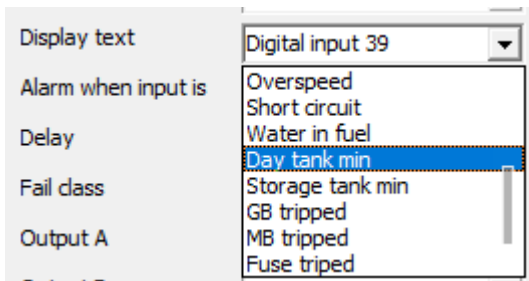 Display text
Digital input 39
Alarm when input is
Overspeed
Short circuit
Delay
Water in fuel
Day tank min
Fail class
Storage tank min
GB tripped
Output A
MB tripped
Fuse triped